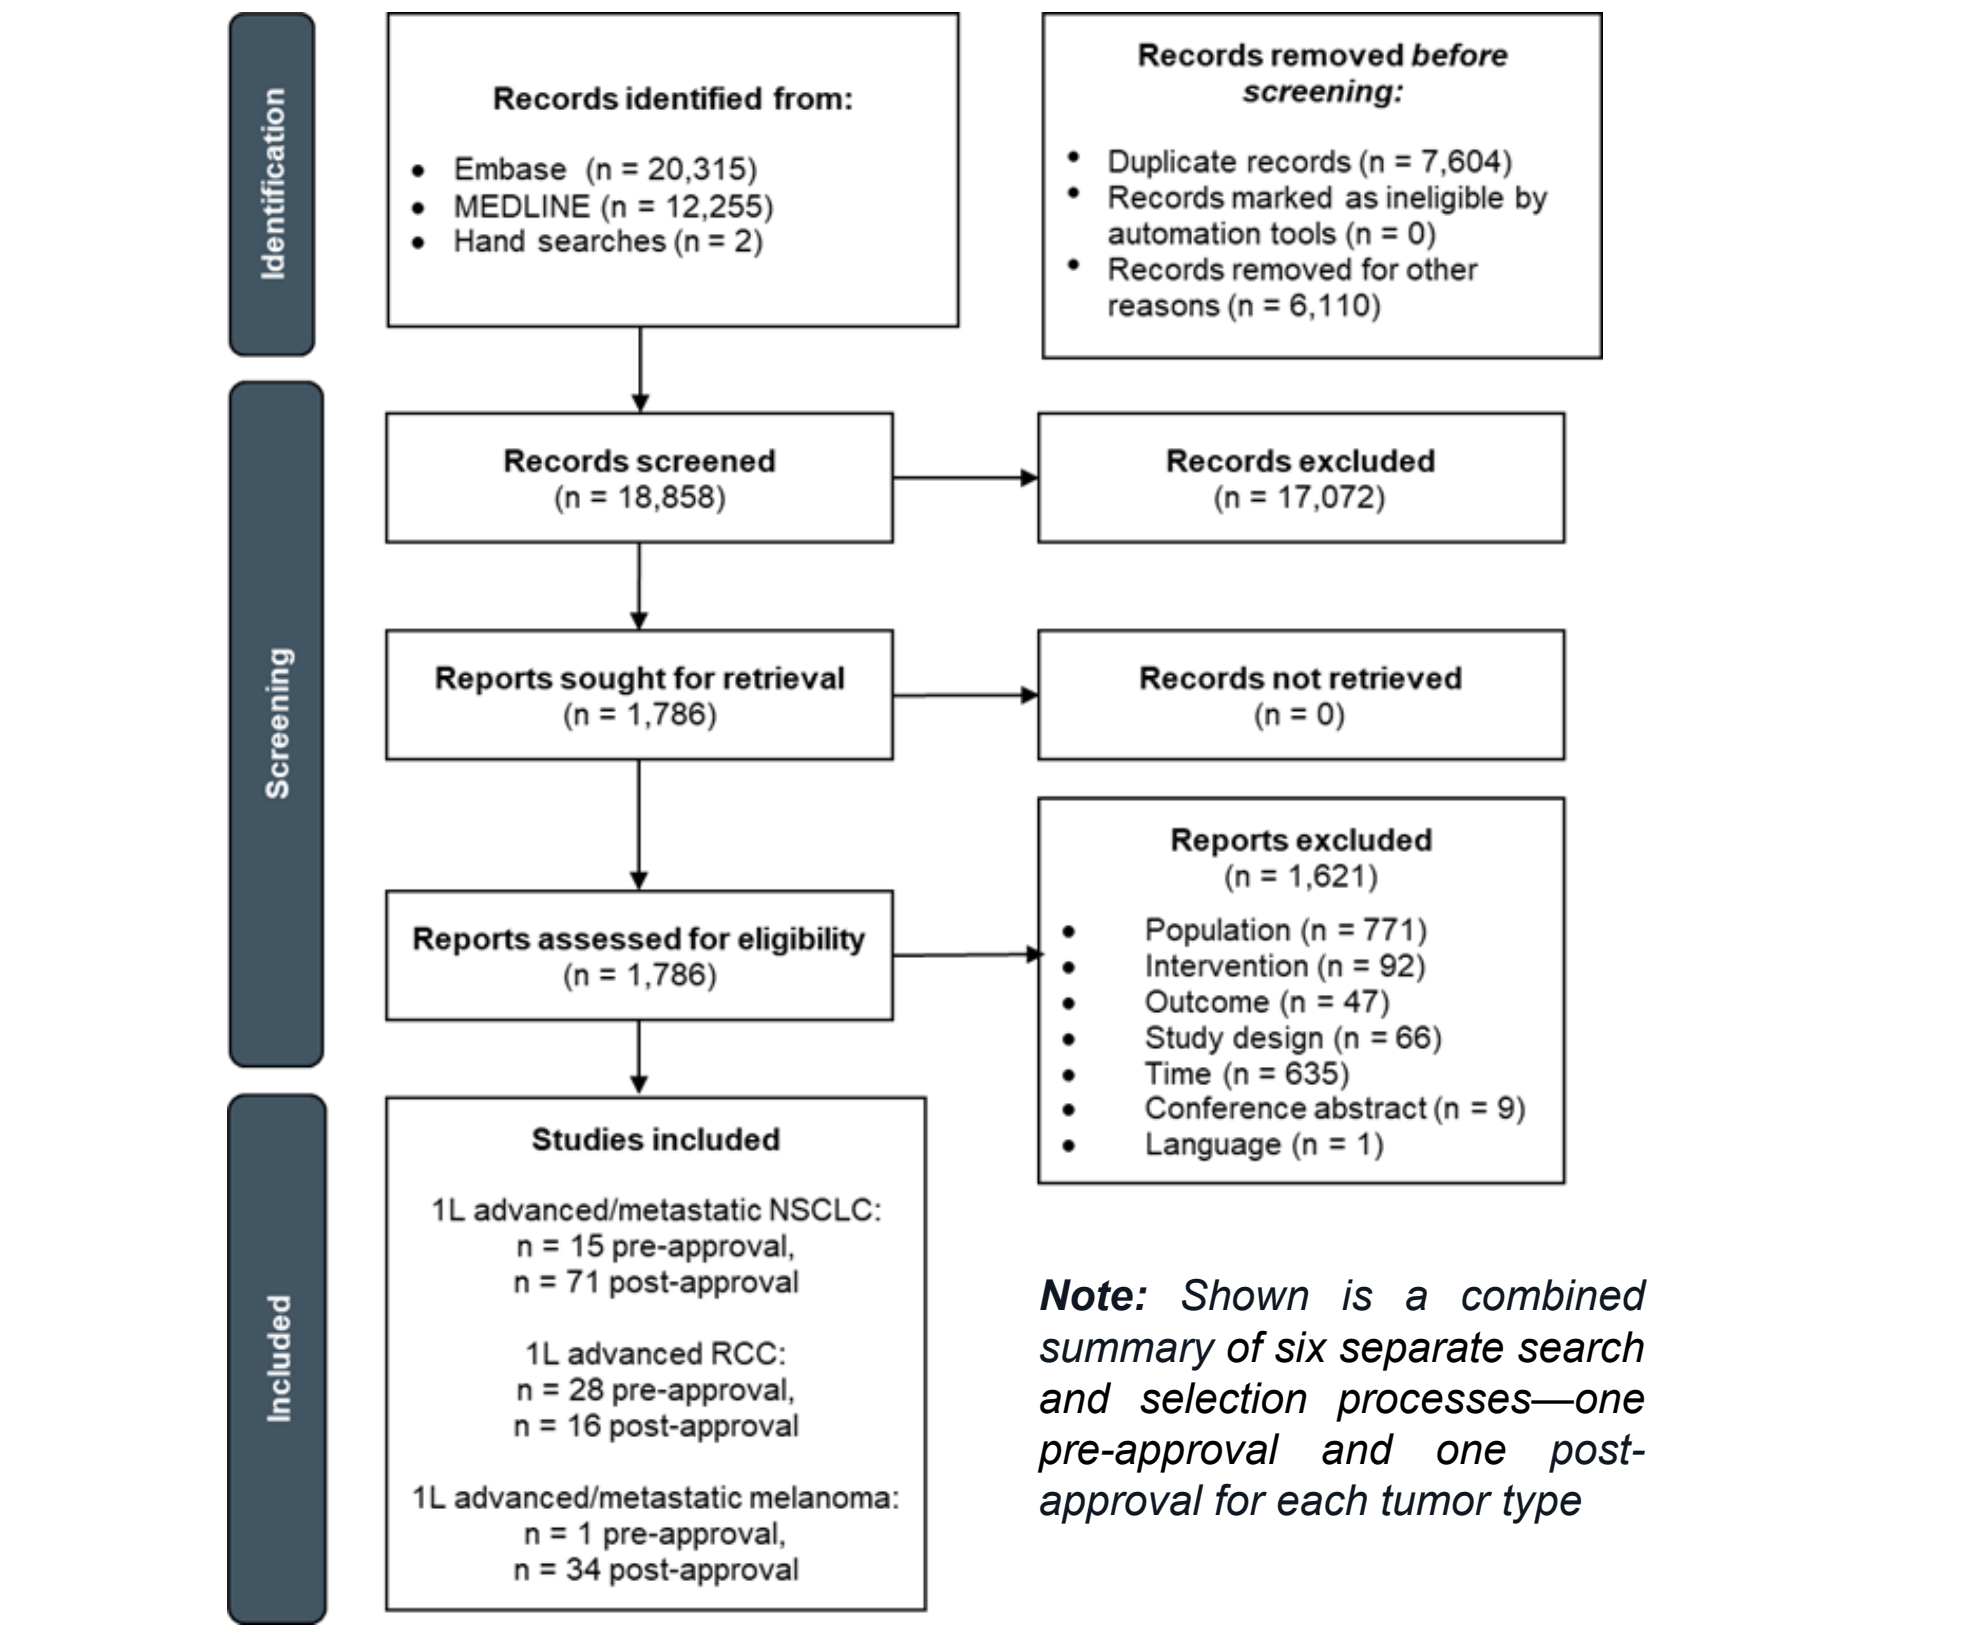 Identification
Records identified from:
• Embase (n = 20,315)
• MEDLINE (n = 12,255)
• Hand searches (n = 2)
Records removed before
screening:
• Duplicate records (n = 7,604)
• Records marked as ineligible by
automation tools (n = 0)
• Records removed for other
reasons (n = 6,110)
Screening
Records screened
(n = 18,858)
Records excluded
(n = 17,072)
Reports sought for retrieval
(n = 1,786)
Records not retrieved
(n = 0)
Reports assessed for eligibility
(n = 1,786)
Reports excluded
(n = 1,621)
• Population (n = 771)
• Intervention (n = 92)
• Outcome (n = 47)
• Study design (n = 66)
• Time (n = 635)
• Conference abstract (n = 9)
• Language (n = 1)
Included
Studies included
1L advanced/metastatic NSCLC:
n = 15 pre-approval,
n = 71 post-approval
1L advanced RCC:
n = 28 pre-approval,
n = 16 post-approval
1L advanced/metastatic melanoma:
n = 1 pre-approval,
n = 34 post-approval
Note: Shown is a combined
summary of six separate search
and selection processes—one
pre-approval and one post-
approval for each tumor type